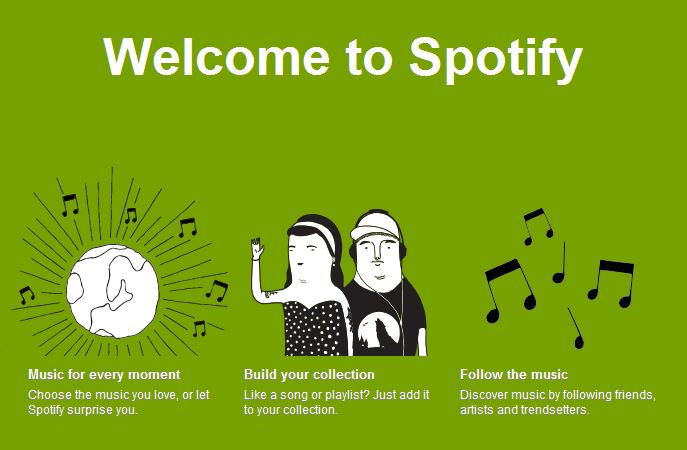 Welcome to Spotify
Music for every moment
Choose the music you love, or let
Spotify surprise you.
Build your collection
Like a song or playlist? Just add it
to your collection.
Follow the music
Discover music by following friends,
artists and trendsetters.